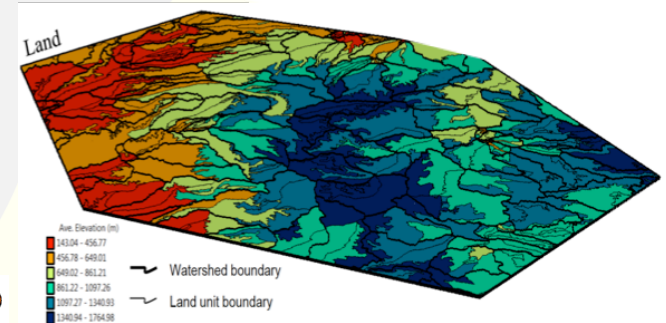 Land
Ave. Elevation (m)
143.04 - 456.77
456.78 - 649.01
649.02 - 861.21
861.22 - 1097.26
1097.27 - 1340.93
1340.94 - 1764.98
Watershed boundary
Land unit boundary